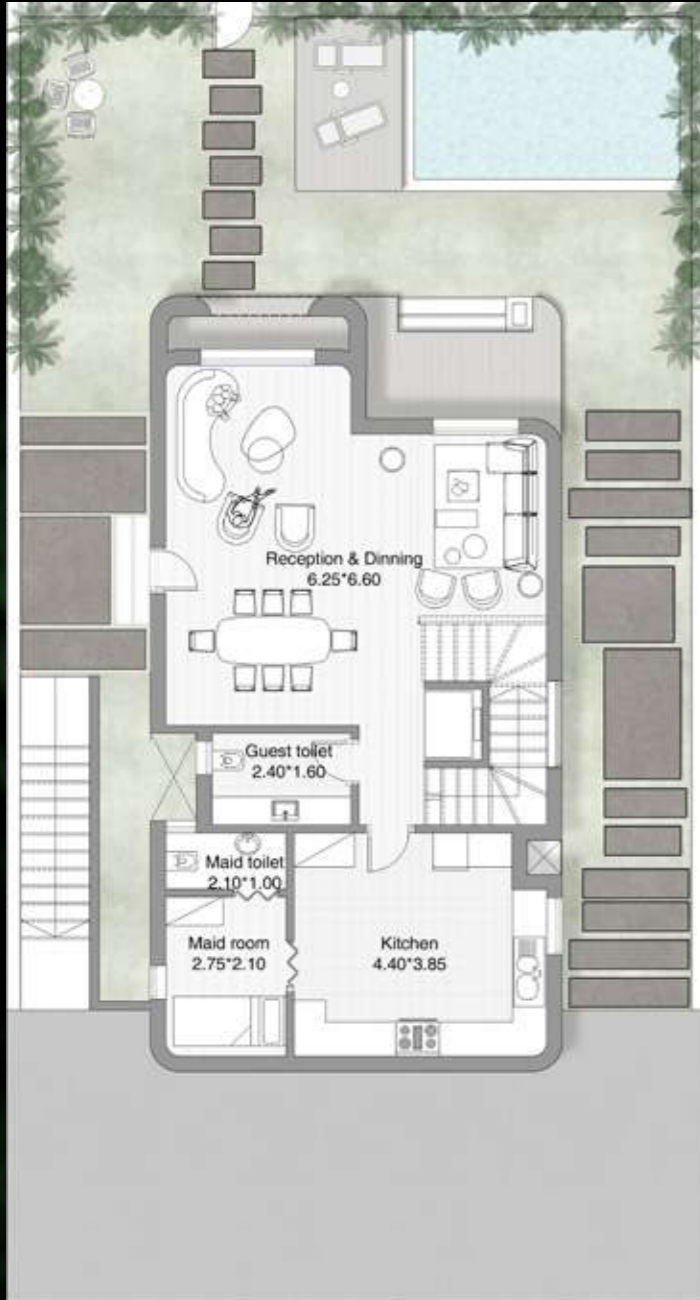 Reception & Dinning
6.25*6.60
Guest toilet
2.40*1.60
Maid toilet
2.10*1.00
Maid room
2.75*2.10
Kitchen
4.40*3.85